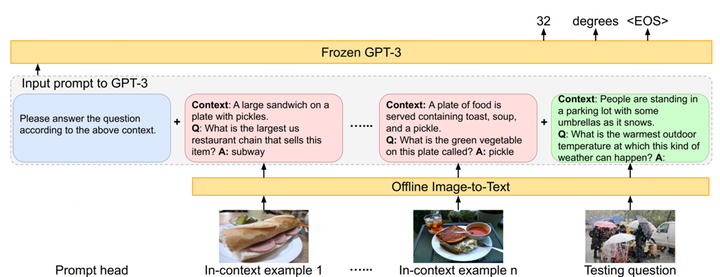 32 degrees <EOS>
Frozen GPT-3
Input prompt to GPT-3
Please answer the question
according to the above context.
+
Context: A large sandwich on a
plate with pickles.
Q: What is the largest us
restaurant chain that sells this
item? A: subway
......
Context: A plate of food is
served containing toast, soup,
and a pickle.
Q: What is the green vegetable
on this plate called? A: pickle
+
Context: People are standing in
a parking lot with some
umbrellas as it snows.
Q: What is the warmest outdoor
temperature at which this kind of
weather can happen? A:
Offline Image-to-Text
Prompt head
In-context example 1
......
In-context example n
Testing question